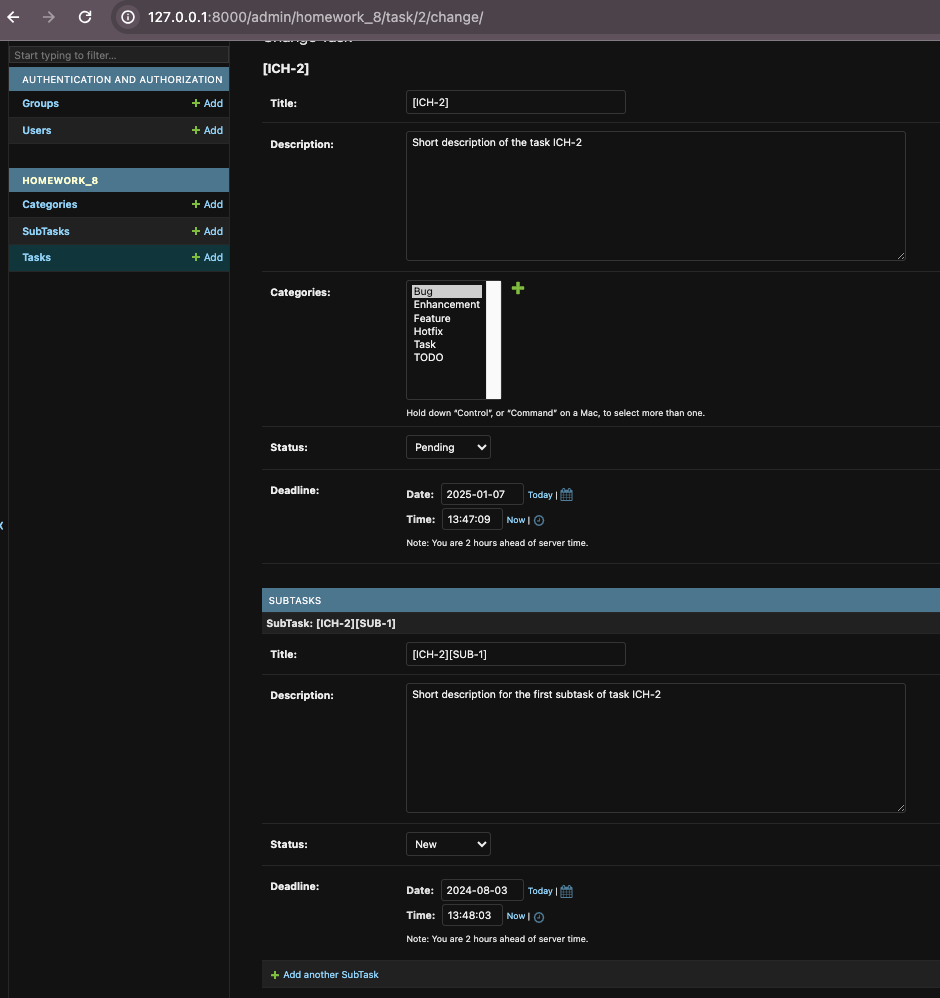 127.0.0.1:8000/admin/homework_8/task/2/change/
Start typing to filter...
AUTHENTICATION AND AUTHORIZATION
Groups + Add
Users + Add
HOMEWORK_8
Categories + Add
SubTasks + Add
Tasks + Add
Change Task
[ICH-2]
Title: [ICH-2]
Description: Short description of the task ICH-2
Categories: Bug
Enhancement
Feature
Hotfix
Task
TODO
Hold down “Control”, or “Command” on a Mac, to select more than one.
Status: Pending
Deadline:
Date: 2025-01-07 Today |
Time: 13:47:09 Now |
Note: You are 2 hours ahead of server time.
SUBTASKS
SubTask: [ICH-2][SUB-1]
Title: [ICH-2][SUB-1]
Description: Short description for the first subtask of task ICH-2
Status: New
Deadline:
Date: 2024-08-03 Today |
Time: 13:48:03 Now |
Note: You are 2 hours ahead of server time.
+ Add another SubTask